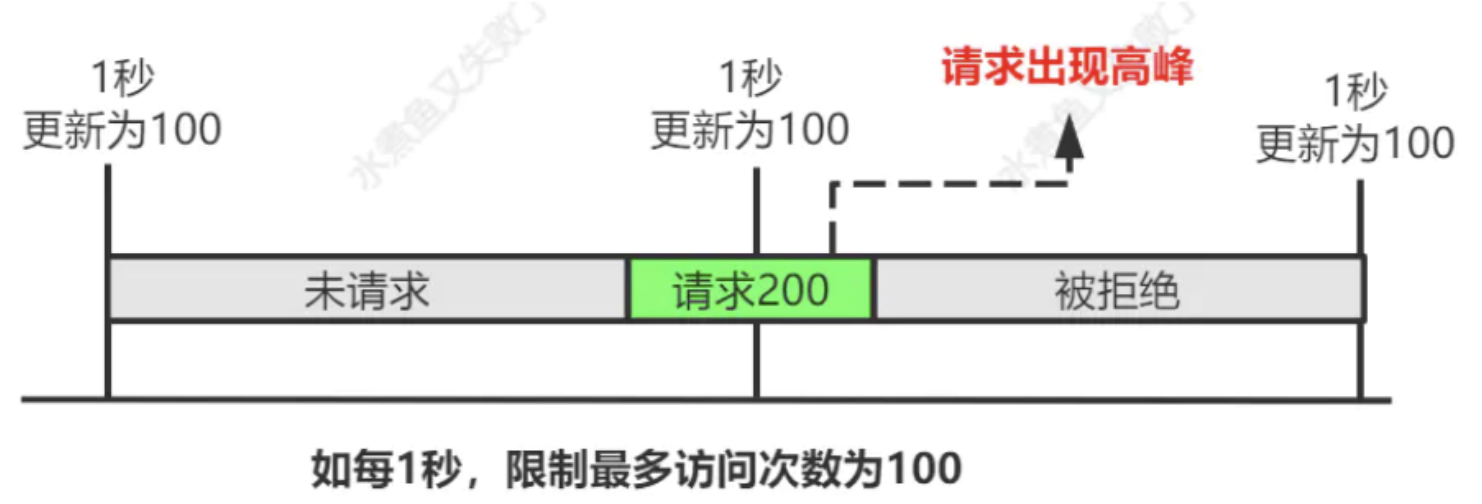 水煮鱼又失败了
水煮鱼又失败了
1秒
更新为100
1秒
更新为100
请求出现高峰
1秒
更新为100
未请求
请求200
被拒绝
如每1秒，限制最多访问次数为100